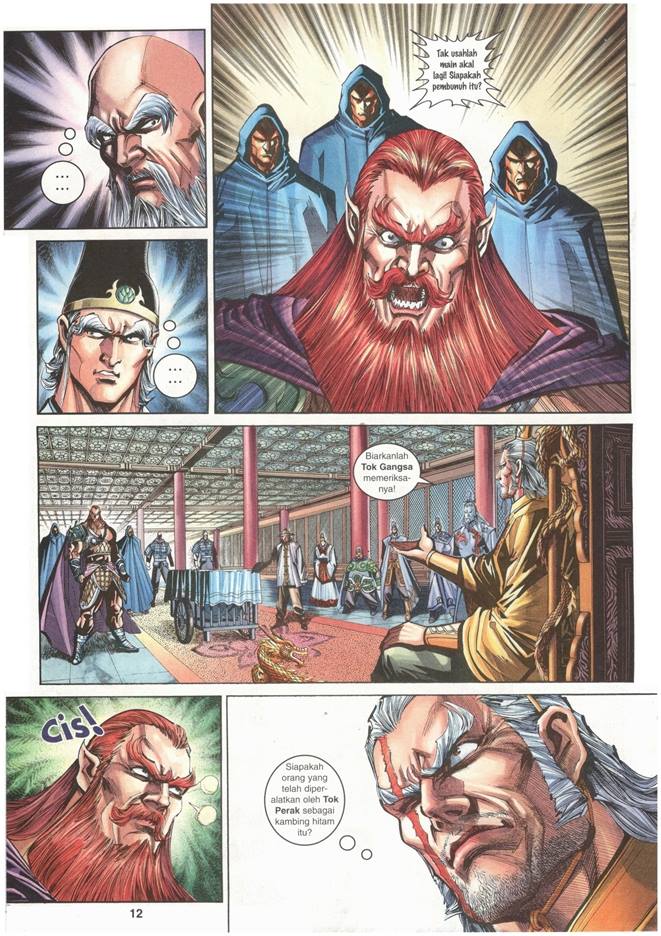 ...
...
Tak usahlah
main akal
lagi! Siapakah
pembunuh itu?
...
...
Biarkanlah
Tok Gangsa
memeriksa-
nya!
Cis!
Siapakah
orang yang
telah diper-
alatkan oleh Tok
Perak sebagai
kambing hitam
itu?
12